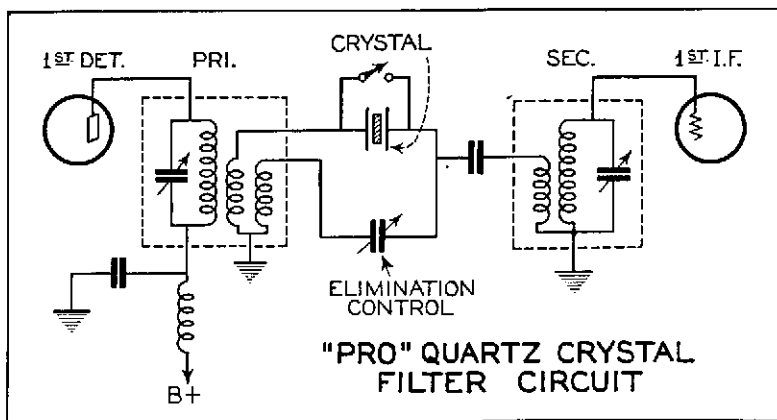 1ST DET.
PRI.
CRYSTAL
SEC.
1ST I.F.
ELIMINATION
CONTROL
B+
"PRO" QUARTZ CRYSTAL
FILTER CIRCUIT